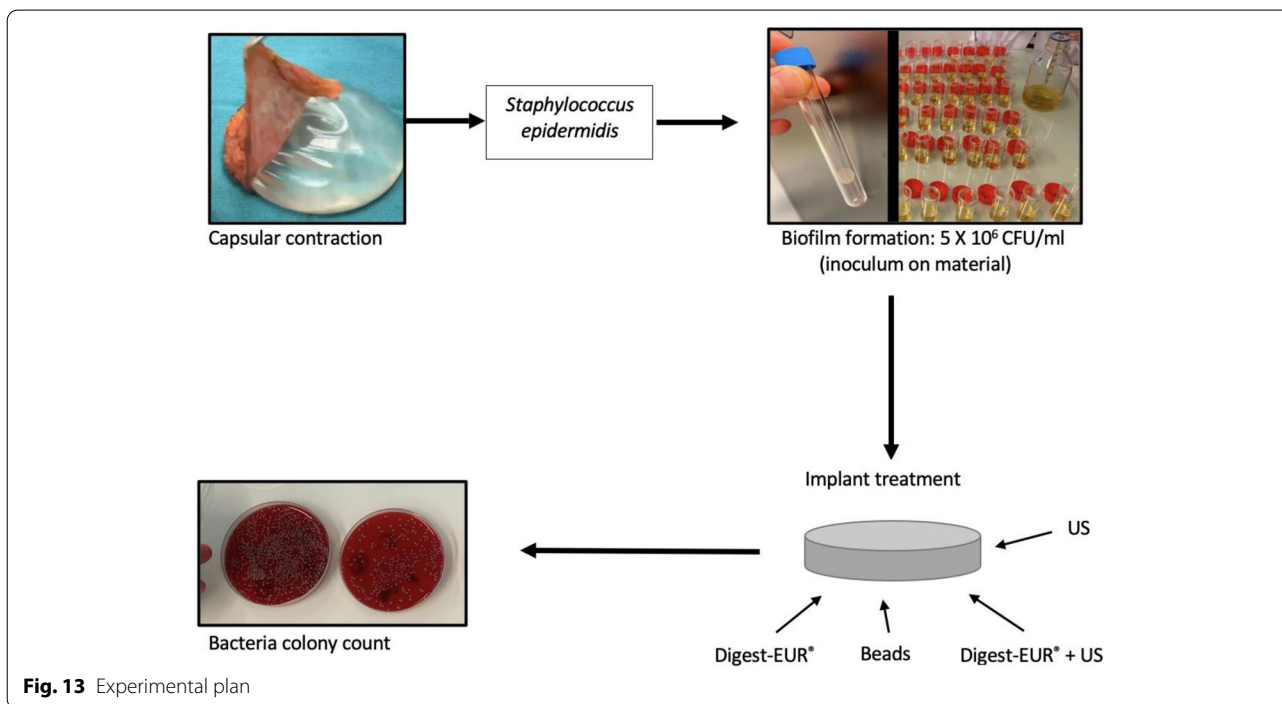 Staphylococcus
epidermidis
Capsular contraction
Biofilm formation: 5 X 10⁶ CFU/ml
(inoculum on material)
Implant treatment
US
Digest-EUR®
Beads
Digest-EUR® + US
Bacteria colony count
Fig. 13 Experimental plan